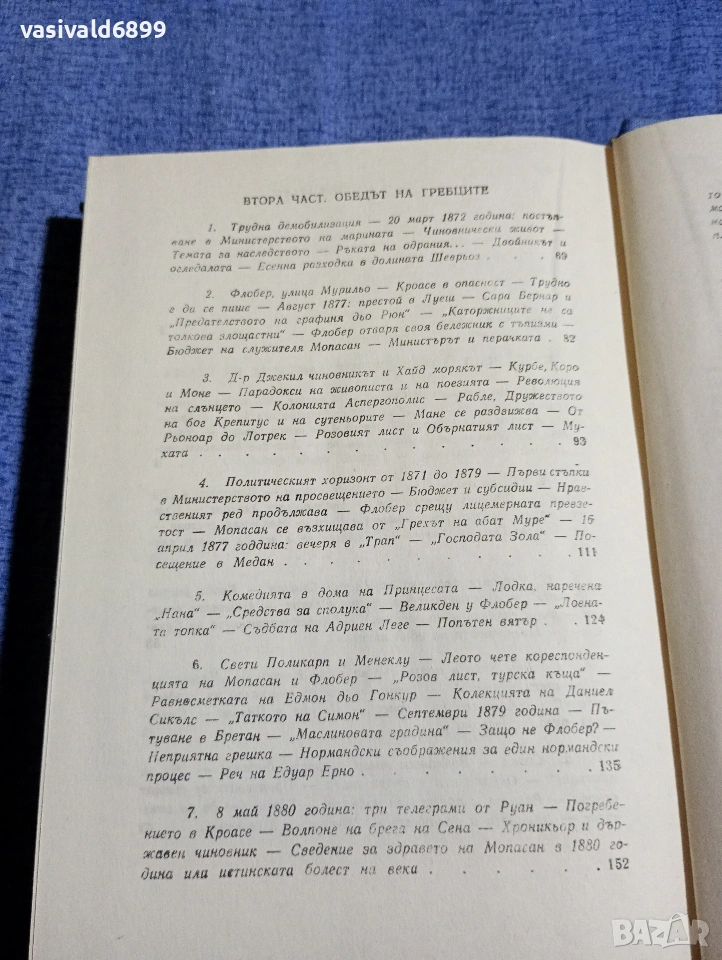 vasivald6899
ВТОРА ЧАСТ. ОБЕДЪТ НА ГРЕБЦИТЕ
1. Трудна демобилизация — 20 март 1872 година: постъп-
ване в Министерството на марината — Чиновнически живот —
Темата за наследството — Ръката на одрания... — Двойникът и
огледалата — Есенна разходка в долината Шеврьоз . . . . 69
2. Флобер, улица Мурильо — Кроасе в опасност — Трудно
е да се пише — Август 1877: престой в Луеш — Сара Бернар и
„Предателството на графиня дьо Рюн“ — „Каторжниците не са
толкова злощастни“ — Флобер отваря своя бележник с тъпизми —
Бюджет на служителя Мопасан — Министърът и перачката . 82
3. Д-р Джекил чиновникът и Хайд морякът — Курбе, Коро
и Моне — Парадокси на живописта и на поезията — Революция
на слънцето — Колонията Аспергополис — Рабле, Дружеството
на бог Крепитус и на сутеньорите — Мане се раздвижва — От
Рьоноар до Лотрек — Розовият лист и Обърнатият лист — Му-
хата . . . . . . . . . . . . . 93
4. Политическият хоризонт от 1871 до 1879 — Първи стъпки
в Министерството на просвещението — Бюджет и субсидии — Нрав-
ственият ред продължава — Флобер срещу лицемерната превзе-
тост — Мопасан се възхищава от „Грехът на абат Муре“ — 16
април 1877 годдина: вечеря в „Трап“ — „Господата Зола“ — По-
сещение в Медан . . . . . . . . . . 111
5. Комедията в дома на Принцесата — Лодка, наречена
„Нана“ — „Средства за сполука“ — Великден у Флобер — „Лоена-
та топка“ — Съдбата на Адриен Леге — Попътен вятър . . 124
6. Свети Поликарп и Менеклу — Леото чете кореспонден-
цията на Мопасан и Флобер — „Розов лист, турска къща“ —
Равносметката на Едмон дьо Гонкур — Колекцията на Даниел
Сикълс — „Таткото на Симон“ — Септември 1879 година — Пъ-
туване в Бретан — „Маслиновата градина“ — Защо не Флобер? —
Неприятна грешка — Нормандски съображения за един нормандски
процес — Реч на Едуар Ерно . . . . . . . 135
7. 8 май 1880 година: три телеграми от Руан — Погребе-
нието в Кроасе — Волпоне на брега на Сена — Хроникьор и дър-
жавен чиновник — Сведение за здравето на Мопасан в 1880 го-
дина или истинската болест на века . . . . . 152
то
мо
на
пл
БАЗАР